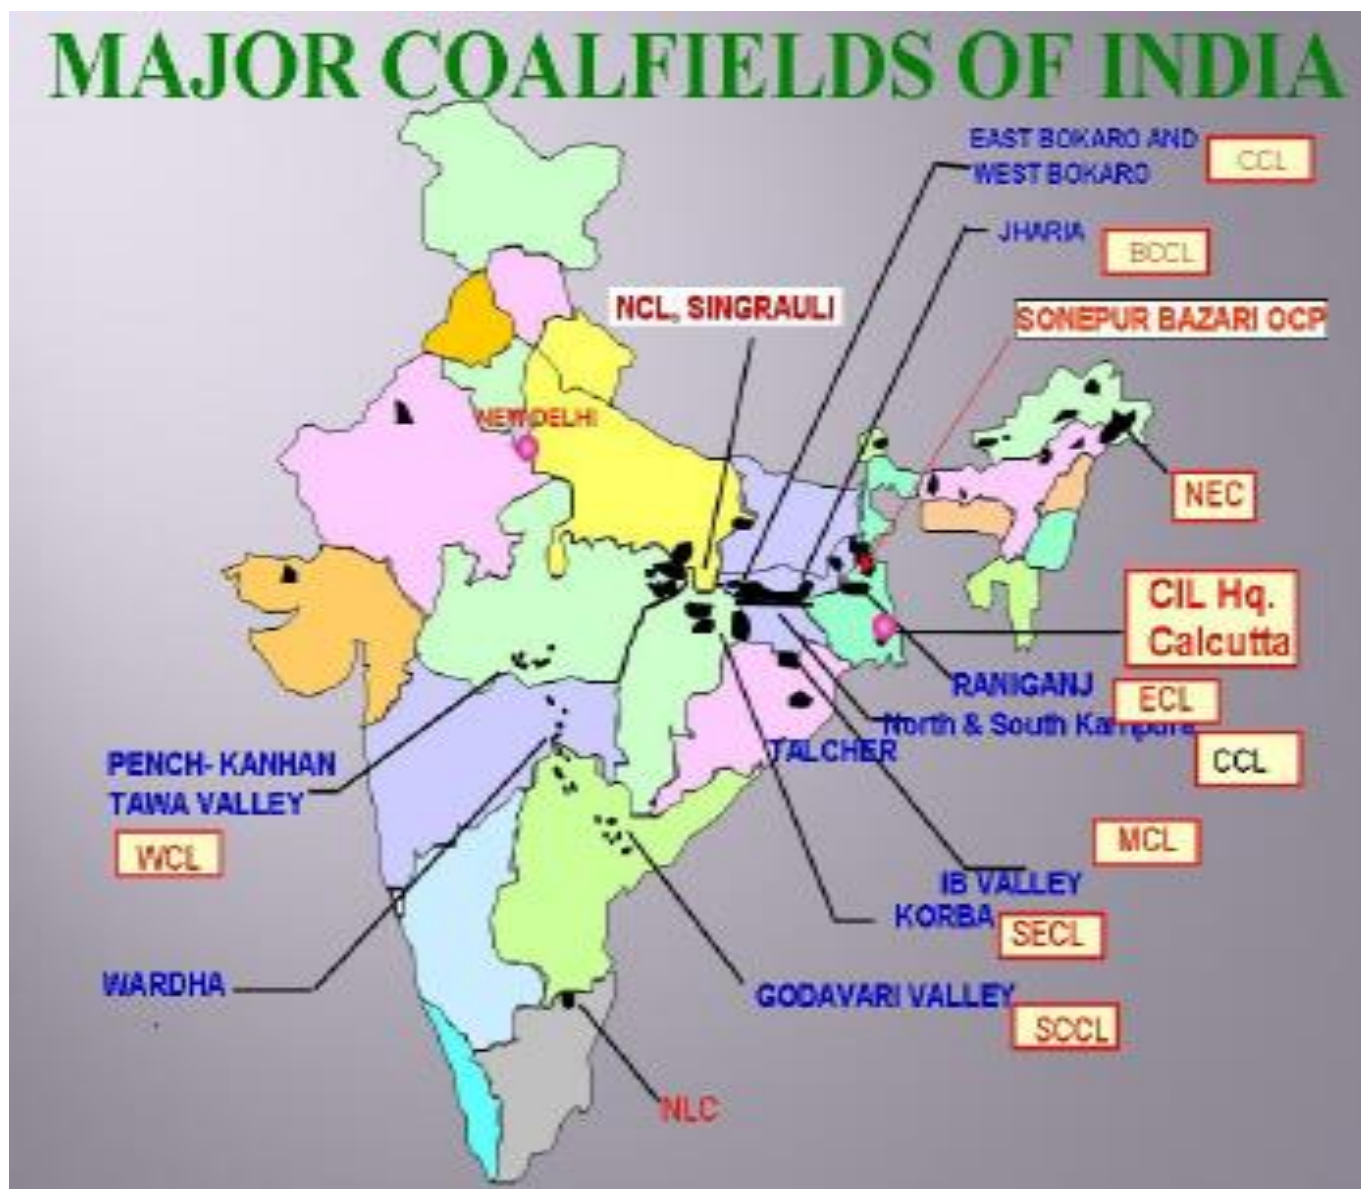 MAJOR COALFIELDS OF INDIA
EAST BOKARO AND
WEST BOKARO
CCL
JHARIA
BCCL
NCL, SINGRAULI
SONEPUR BAZARI OCP
NEW DELHI
NEC
CIL Hq.
Calcutta
RANIGANJ
ECL
North & South Karnpura
CCL
TALCHER
PENCH- KANHAN
TAWA VALLEY
WCL
MCL
IB VALLEY
KORBA
SECL
WARDHA
GODAVARI VALLEY
SCCL
NLC